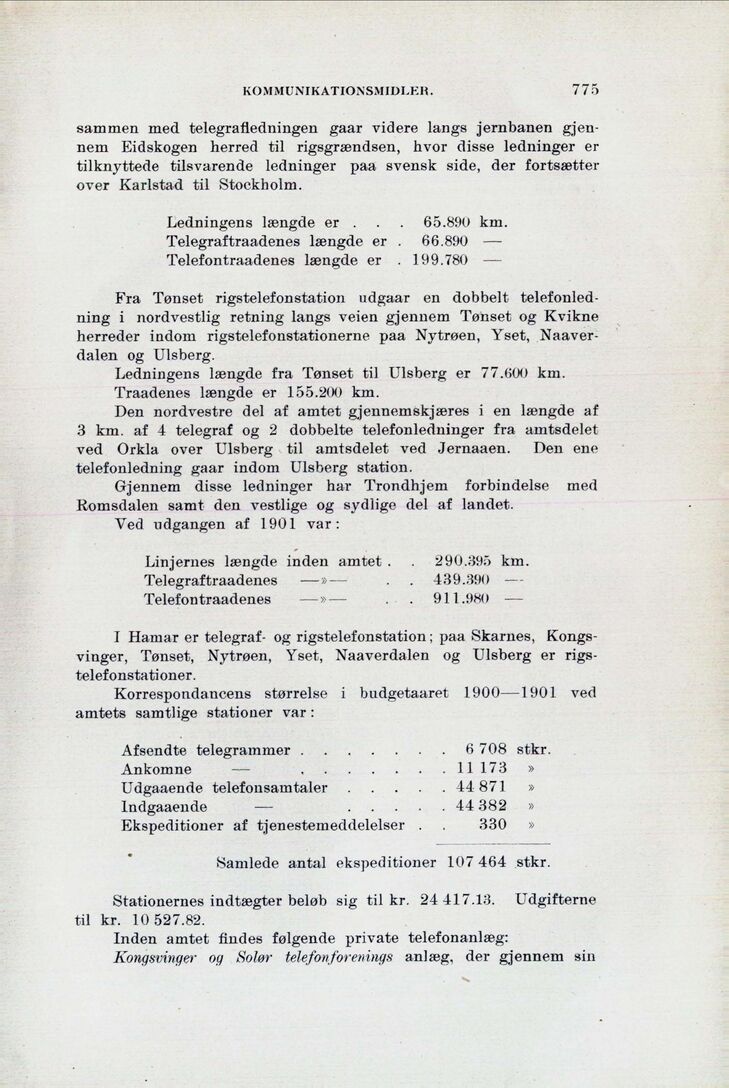 KOMMUNIKATIONSMIDLER. 775
sammen med telegrafledningen gaar videre langs jernbanen gjen-
nem Eidskogen herred til rigsgrændsen, hvor disse ledninger er
tilknyttede tilsvarende ledninger paa svensk side, der fortsætter
over Karlstad til Stockholm.
Ledningens længde er . . . 65.890 km.
Telegraftraadenes længde er . 66.890 —
Telefontraadenes længde er . 199.780 —
Fra Tønset rigstelefonstation udgaar en dobbelt telefonled-
ning i nordvestlig retning langs veien gjennem Tønset og Kvikne
herreder indom rigstelefonstationerne paa Nytrøen, Yset, Naaver-
dalen og Ulsberg.
Ledningens længde fra Tønset til Ulsberg er 77.600 km.
Traadenes længde er 155.200 km.
Den nordvestre del af amtet gjennemskjæres i en længde af
3 km. af 4 telegraf og 2 dobbelte telefonledninger fra amtsdelet
ved Orkla over Ulsberg til amtsdelet ved Jernaaen. Den ene
telefonledning gaar indom Ulsberg station.
Gjennem disse ledninger har Trondhjem forbindelse med
Romsdalen samt den vestlige og sydlige del af landet.
Ved udgangen af 1901 var:
Linjernes længde inden amtet . . 290.395 km.
Telegraftraadenes —»— . . 439.390 —
Telefontraadenes —»— . . 911.980 —
I Hamar er telegraf- og rigstelefonstation; paa Skarnes, Kongs-
vinger, Tønset, Nytrøen, Yset, Naaverdalen og Ulsberg er rigs-
telefonstationer.
Korrespondancens størrelse i budgetaaret 1900—1901 ved
amtets samtlige stationer var:
Afsendte telegrammer . . . . . . . 6 708 stkr.
Ankomne — . . . . . . . 11 173 »
Udgaaende telefonsamtaler . . . . . 44 871 »
Indgaaende — . . . . . 44 382 »
Ekspeditioner af tjenestemeddelelser . . 330 »
Samlede antal ekspeditioner 107 464 stkr.
Stationernes indtægter beløb sig til kr. 24 417.13. Udgifterne
til kr. 10 527.82.
Inden amtet findes følgende private telefonanlæg:
Kongsvinger og Solør telefonforenings anlæg, der gjennem sin